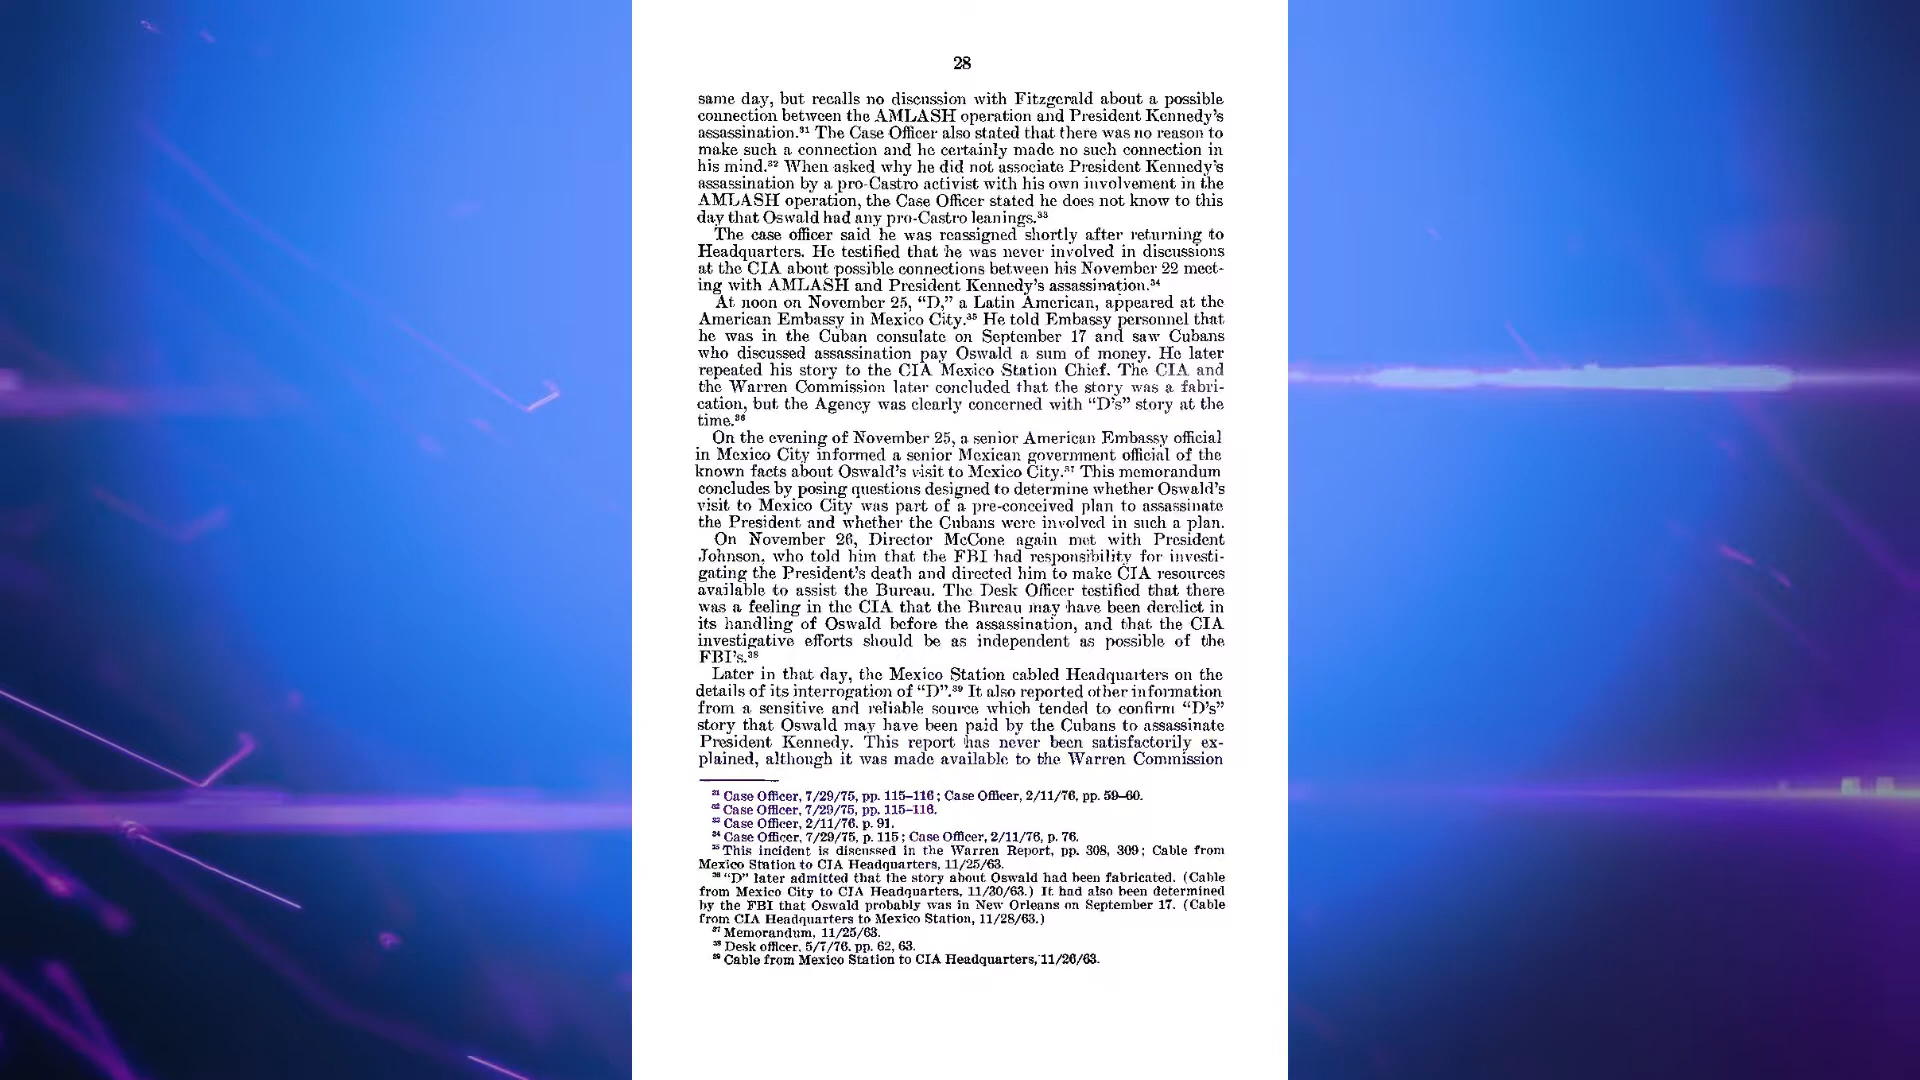 28
same day, but recalls no discussion with Fitzgerald about a possible
connection between the AMLASH operation and President Kennedy's
assassination.³¹ The Case Officer also stated that there was no reason to
make such a connection and he certainly made no such connection in
his mind.³² When asked why he did not associate President Kennedy's
assassination by a pro-Castro activist with his own involvement in the
AMLASH operation, the Case Officer stated he does not know to this
day that Oswald had any pro-Castro leanings.³³
The case officer said he was reassigned shortly after returning to
Headquarters. He testified that he was never involved in discussions
at the CIA about possible connections between his November 22 meet-
ing with AMLASH and President Kennedy's assassination.³⁴
At noon on November 25, "D," a Latin American, appeared at the
American Embassy in Mexico City.³⁵ He told Embassy personnel that
he was in the Cuban consulate on September 17 and saw Cubans
who discussed assassination pay Oswald a sum of money. He later
repeated his story to the CIA Mexico Station Chief. The CIA and
the Warren Commission later concluded that the story was a fabri-
cation, but the Agency was clearly concerned with "D's" story at the
time.³⁶
On the evening of November 25, a senior American Embassy official
in Mexico City informed a senior Mexican government official of the
known facts about Oswald's visit to Mexico City.³⁷ This memorandum
concludes by posing questions designed to determine whether Oswald's
visit to Mexico City was part of a pre-conceived plan to assassinate
the President and whether the Cubans were involved in such a plan.
On November 26, Director McCone again met with President
Johnson, who told him that the FBI had responsibility for investi-
gating the President's death and directed him to make CIA resources
available to assist the Bureau. The Desk Officer testified that there
was a feeling in the CIA that the Bureau may have been derelict in
its handling of Oswald before the assassination, and that the CIA
investigative efforts should be as independent as possible of the
FBI's.³⁸
Later in that day, the Mexico Station cabled Headquarters on the
details of its interrogation of "D".³⁹ It also reported other information
from a sensitive and reliable source which tended to confirm "D's"
story that Oswald may have been paid by the Cubans to assassinate
President Kennedy. This report has never been satisfactorily ex-
plained, although it was made available to the Warren Commission
³¹ Case Officer, 7/29/75, pp. 115–116; Case Officer, 2/11/76, pp. 59–60.
³² Case Officer, 7/29/75, pp. 115–116.
³³ Case Officer, 2/11/76, p. 91.
³⁴ Case Officer, 7/29/75, p. 115; Case Officer, 2/11/76, p. 76.
³⁵ This incident is discussed in the Warren Report, pp. 308, 309; Cable from
Mexico Station to CIA Headquarters, 11/25/63.
³⁶ "D" later admitted that the story about Oswald had been fabricated. (Cable
from Mexico City to CIA Headquarters, 11/30/63.) It had also been determined
by the FBI that Oswald probably was in New Orleans on September 17. (Cable
from CIA Headquarters to Mexico Station, 11/28/63.)
³⁷ Memorandum, 11/25/63.
³⁸ Desk officer, 5/7/76, pp. 62, 63.
³⁹ Cable from Mexico Station to CIA Headquarters, 11/26/63.